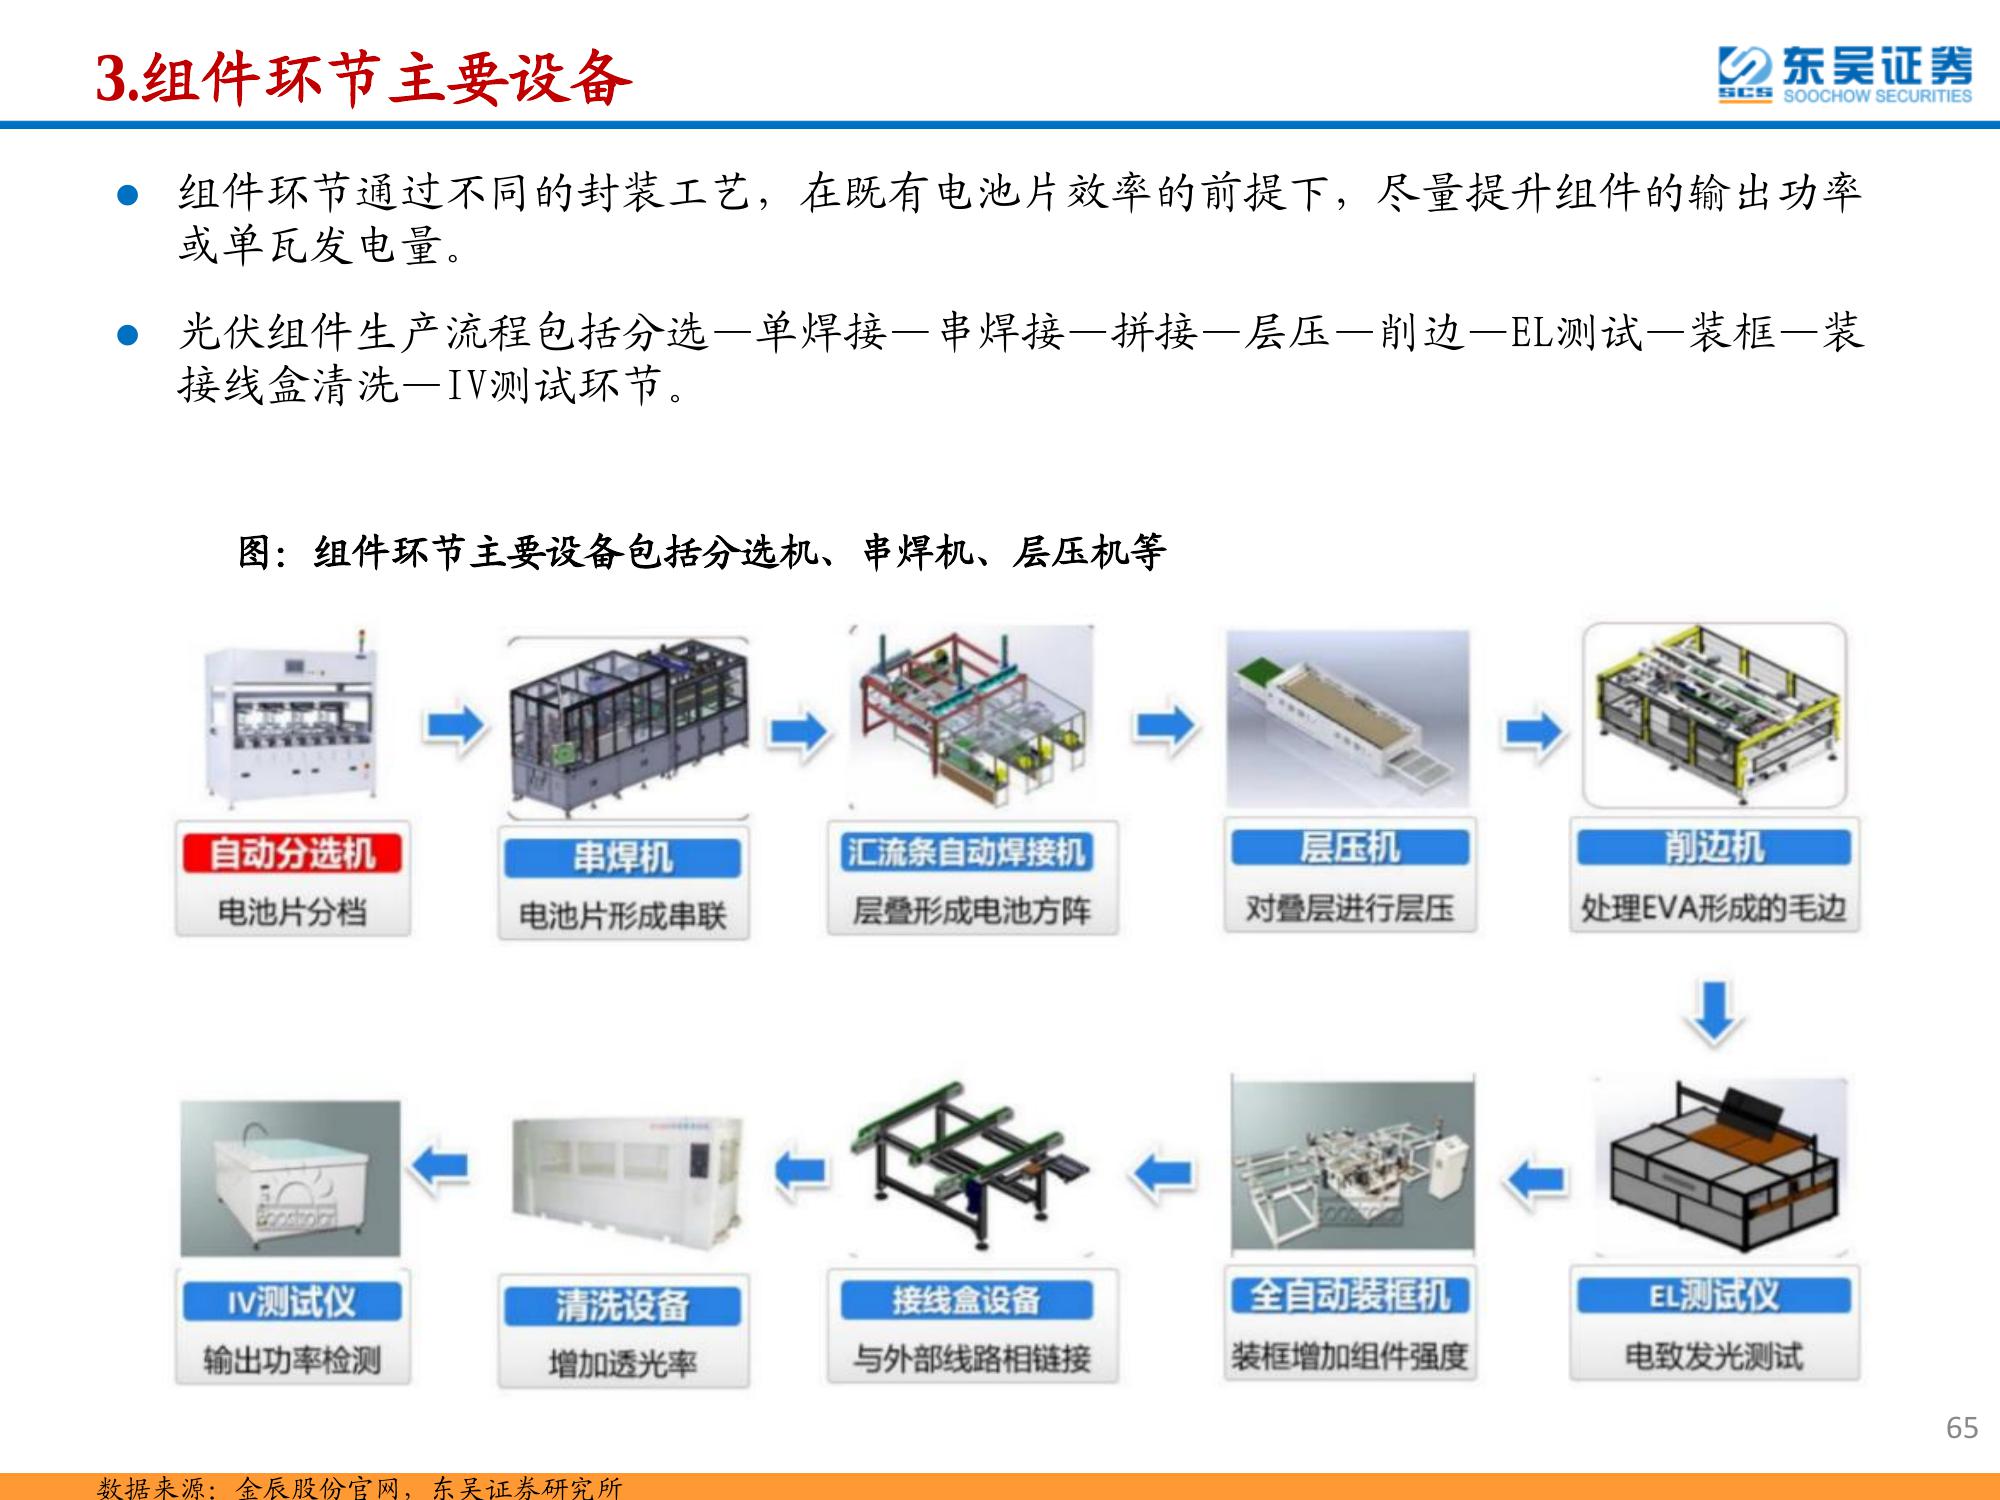 3.组件环节主要设备
东吴证券
SCS SOOCHOW SECURITIES
● 组件环节通过不同的封装工艺，在既有电池片效率的前提下，尽量提升组件的输出功率
或单瓦发电量。
● 光伏组件生产流程包括分选—单焊接—串焊接—拼接—层压—削边—EL测试—装框—装
接线盒清洗—IV测试环节。
图：组件环节主要设备包括分选机、串焊机、层压机等
自动分选机
电池片分档
串焊机
电池片形成串联
汇流条自动焊接机
层叠形成电池方阵
层压机
对叠层进行层压
削边机
处理EVA形成的毛边
IV测试仪
输出功率检测
清洗设备
增加透光率
接线盒设备
与外部线路相链接
全自动装框机
装框增加组件强度
EL测试仪
电致发光测试
65
数据来源：金辰股份官网，东吴证券研究所